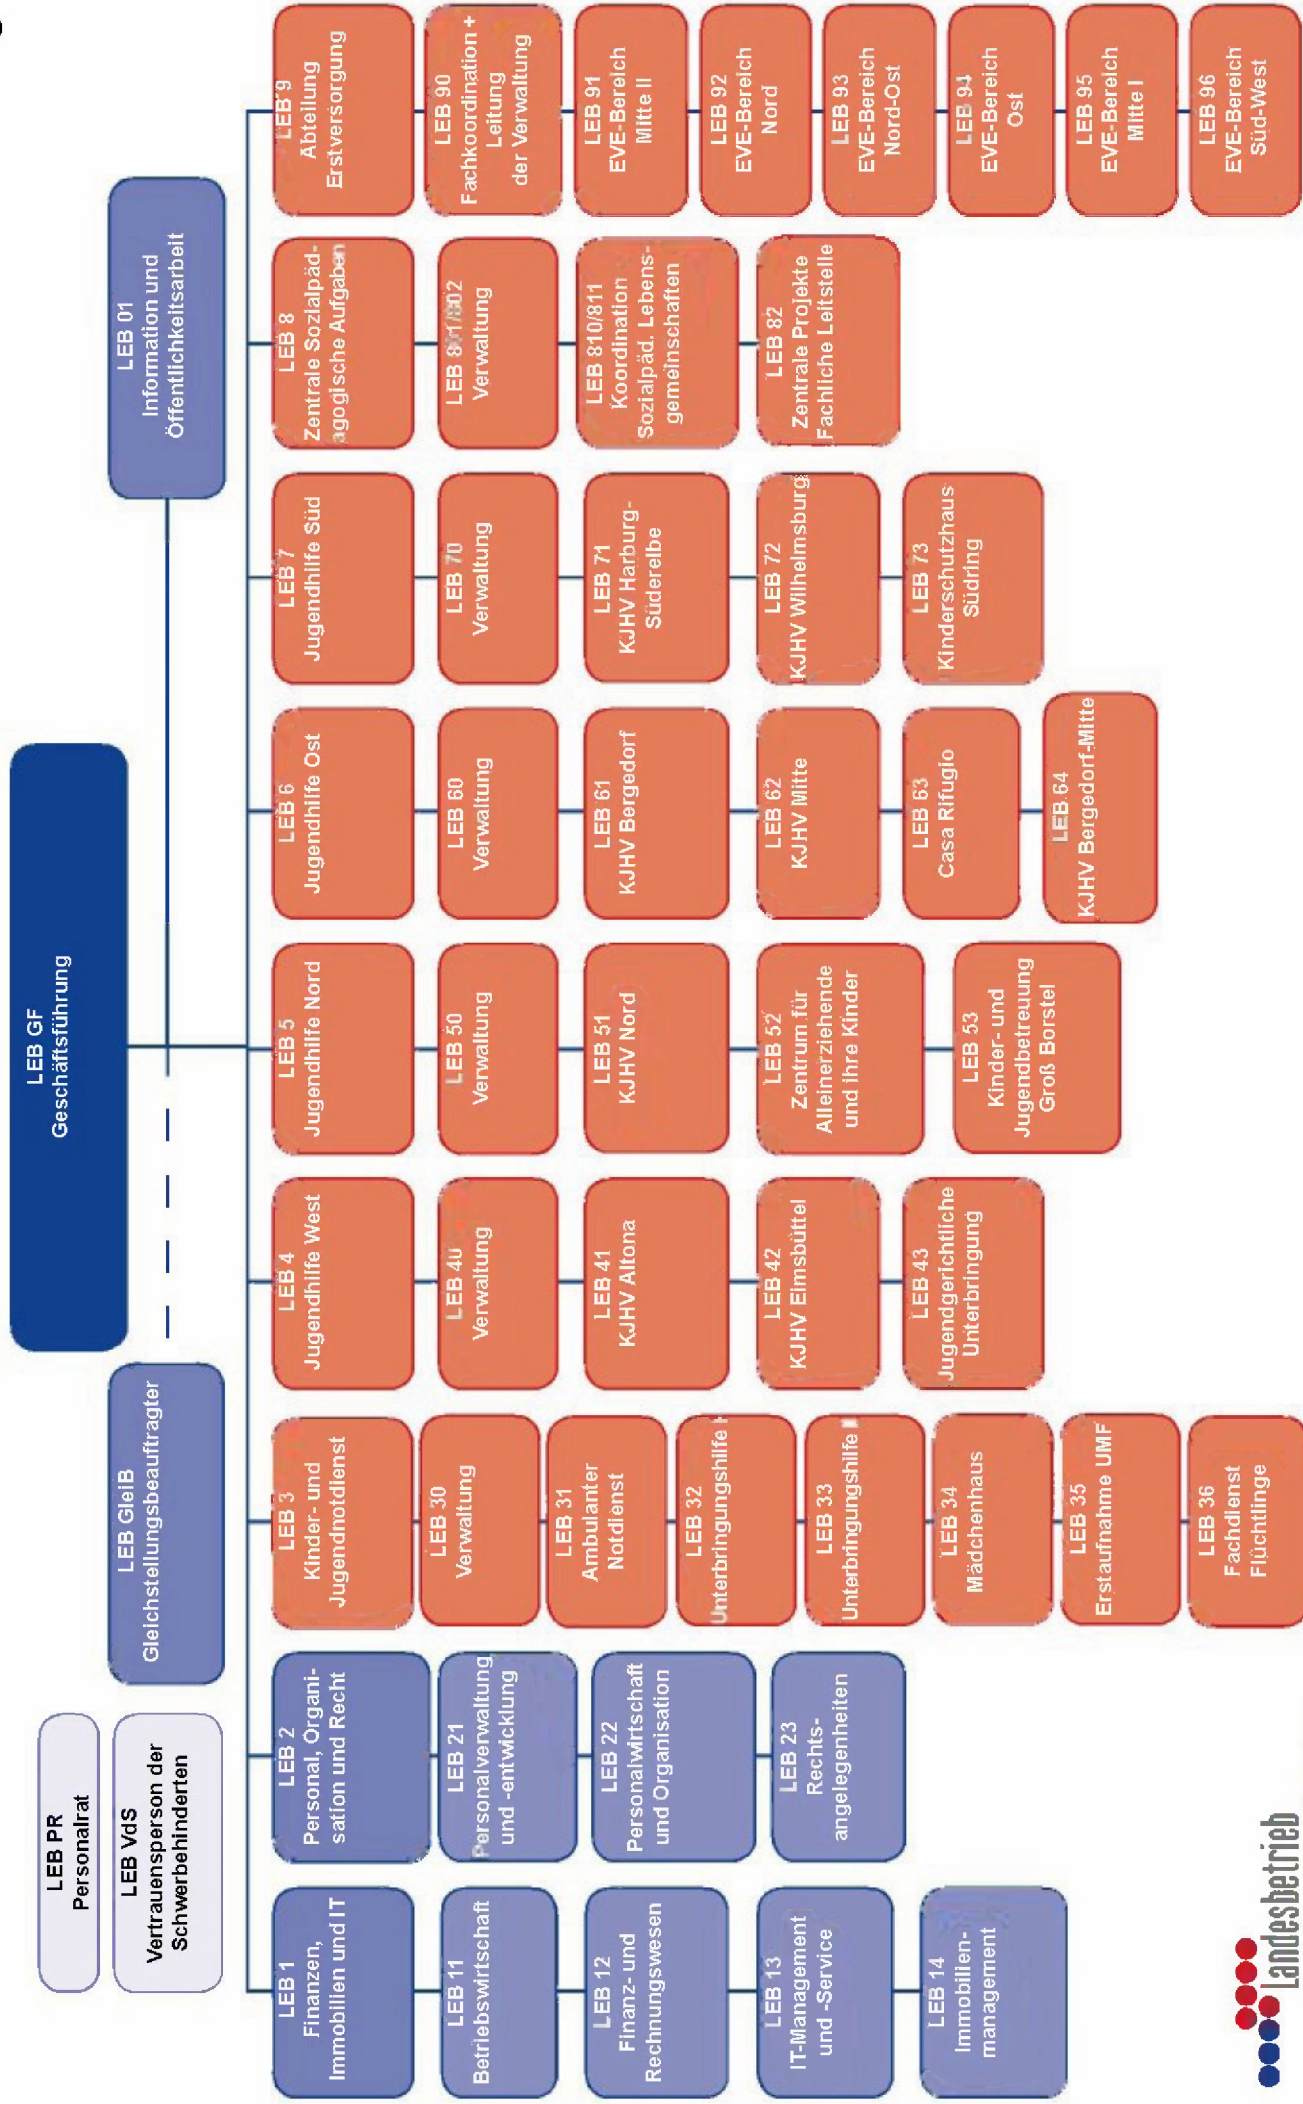 LEB GF
Geschäftsführung
LEB PR
Personalrat
LEB VdS
Vertrauensperson der
Schwerbehinderten
LEB GleiB
Gleichstellungsbeauftragter
LEB 01
Information und
Öffentlichkeitsarbeit
LEB 1
Finanzen,
Immobilien und IT
LEB 11
Betriebswirtschaft
LEB 12
Finanz- und
Rechnungswesen
LEB 13
IT-Management
und -Service
LEB 14
Immobilien-
management
LEB 2
Personal, Organi-
sation und Recht
LEB 21
Personalverwaltung
und -entwicklung
LEB 22
Personalwirtschaft
und Organisation
LEB 23
Rechts-
angelegenheiten
LEB 3
Kinder- und
Jugendnotdienst
LEB 30
Verwaltung
LEB 31
Ambulanter
Notdienst
LEB 32
Unterbringungshilfe I
LEB 33
Unterbringungshilfe
LEB 34
Mädchenhaus
LEB 35
Erstaufnahme UMF
LEB 36
Fachdienst
Flüchtlinge
LEB 4
Jugendhilfe West
LEB 40
Verwaltung
LEB 41
KJHV Altona
LEB 42
KJHV Eimsbüttel
LEB 43
Jugendgerichtliche
Unterbringung
LEB 5
Jugendhilfe Nord
LEB 50
Verwaltung
LEB 51
KJHV Nord
LEB 52
Zentrum für
Alleinerziehende
und ihre Kinder
LEB 53
Kinder- und
Jugendbetreuung
Groß Borstel
LEB 6
Jugendhilfe Ost
LEB 60
Verwaltung
LEB 61
KJHV Bergedorf
LEB 62
KJHV Mitte
LEB 63
Casa Rifugio
LEB 64
KJHV Bergedorf-Mitte
LEB 7
Jugendhilfe Süd
LEB 70
Verwaltung
LEB 71
KJHV Harburg-
Süderelbe
LEB 72
KJHV Wilhelmsburg
LEB 73
Kinderschutzhaus
Südring
LEB 8
Zentrale Sozialpäd-
agogische Aufgaben
LEB 801/802
Verwaltung
LEB 810/811
Koordination
Sozialpäd. Lebens-
gemeinschaften
LEB 82
Zentrale Projekte
Fachliche Leitstelle
LEB 9
Abteilung
Erstversorgung
LEB 90
Fachkoordination +
Leitung
der Verwaltung
LEB 91
EVE-Bereich
Mitte II
LEB 92
EVE-Bereich
Nord
LEB 93
EVE-Bereich
Nord-Ost
LEB 94
EVE-Bereich
Ost
LEB 95
EVE-Bereich
Mitte I
LEB 96
EVE-Bereich
Süd-West
Landesbetrieb